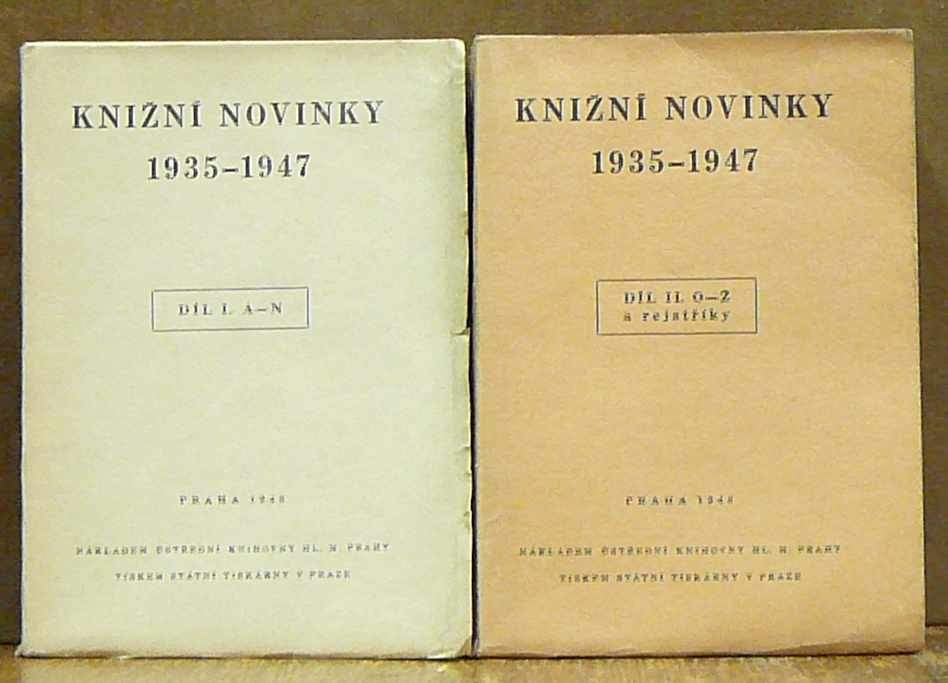 KNIŽNÍ NOVINKY
1935–1947
DÍL I. A–N
PRAHA 1948
NÁKLADEM ÚSTŘEDNÍ KNIHOVNY HL. M. PRAHY
TISKEM STÁTNÍ TISKÁRNY V PRAZE
KNIŽNÍ NOVINKY
1935–1947
DÍL II. O–Z
a rejstříky
PRAHA 1948
NÁKLADEM ÚSTŘEDNÍ KNIHOVNY HL. M. PRAHY
TISKEM STÁTNÍ TISKÁRNY V PRAZE